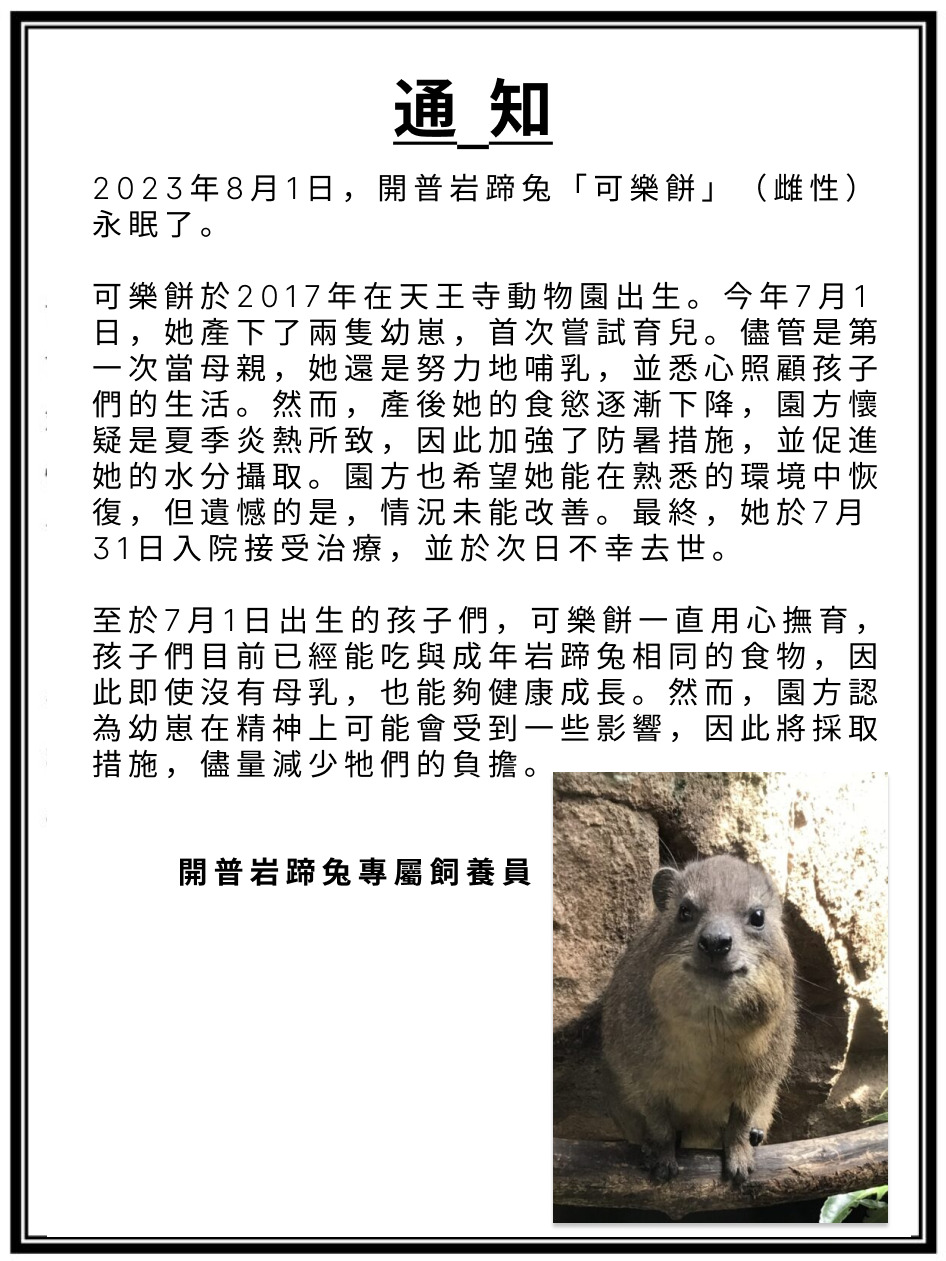 通 知
2023年8月1日，開普岩蹄兔「可樂餅」（雌性）
永眠了。
可樂餅於2017年在天王寺動物園出生。今年7月1
日，她產下了兩隻幼崽，首次嘗試育兒。儘管是第
一次當母親，她還是努力地哺乳，並悉心照顧孩子
們的生活。然而，產後她的食慾逐漸下降，園方懷
疑是夏季炎熱所致，因此加強了防暑措施，並促進
她的水分攝取。園方也希望她能在熟悉的環境中恢
復，但遺憾的是，情況未能改善。最終，她於7月
31日入院接受治療，並於次日不幸去世。
至於7月1日出生的孩子們，可樂餅一直用心撫育，
孩子們目前已經能吃與成年岩蹄兔相同的食物，因
此即使沒有母乳，也能夠健康成長。然而，園方認
為幼崽在精神上可能會受到一些影響，因此將採取
措施，儘量減少牠們的負擔。
開普岩蹄兔專屬飼養員